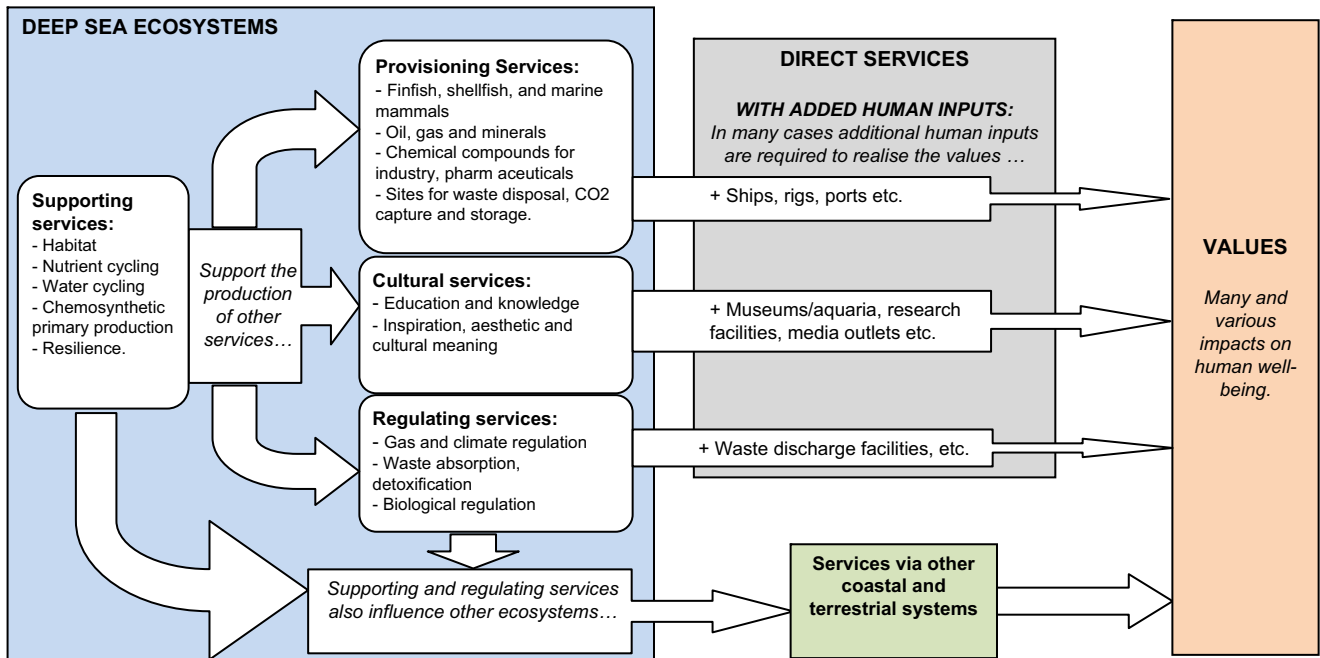 DEEP SEA ECOSYSTEMS
Supporting
services:
- Habitat
- Nutrient cycling
- Water cycling
- Chemosynthetic
primary production
- Resilience.
Support the
production
of other
services…
Provisioning Services:
- Finfish, shellfish, and marine
mammals
- Oil, gas and minerals
- Chemical compounds for
industry, pharm aceuticals
- Sites for waste disposal, CO2
capture and storage.
Cultural services:
- Education and knowledge
- Inspiration, aesthetic and
cultural meaning
Regulating services:
- Gas and climate regulation
- Waste absorption,
detoxification
- Biological regulation
Supporting and regulating services
also influence other ecosystems…
DIRECT SERVICES
WITH ADDED HUMAN INPUTS:
In many cases additional human inputs
are required to realise the values …
+ Ships, rigs, ports etc.
+ Museums/aquaria, research
facilities, media outlets etc.
+ Waste discharge facilities, etc.
Services via other
coastal and
terrestrial systems
VALUES
Many and
various
impacts on
human well-
being.